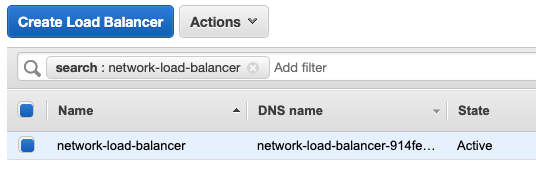 Create Load Balancer Actions
search : network-load-balancer Add filter
Name DNS name State
network-load-balancer network-load-balancer-914fe... Active